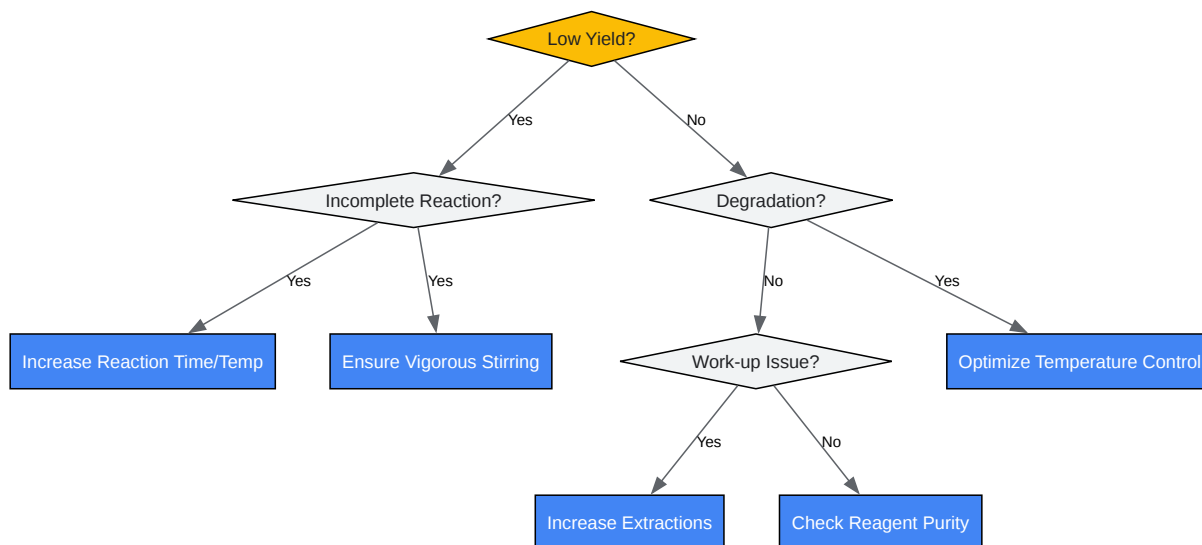 Low Yield?
Yes
No
Incomplete Reaction?
Degradation?
Yes
Yes
No
Yes
Increase Reaction Time/Temp
Ensure Vigorous Stirring
Work-up Issue?
Optimize Temperature Control
Yes
No
Increase Extractions
Check Reagent Purity